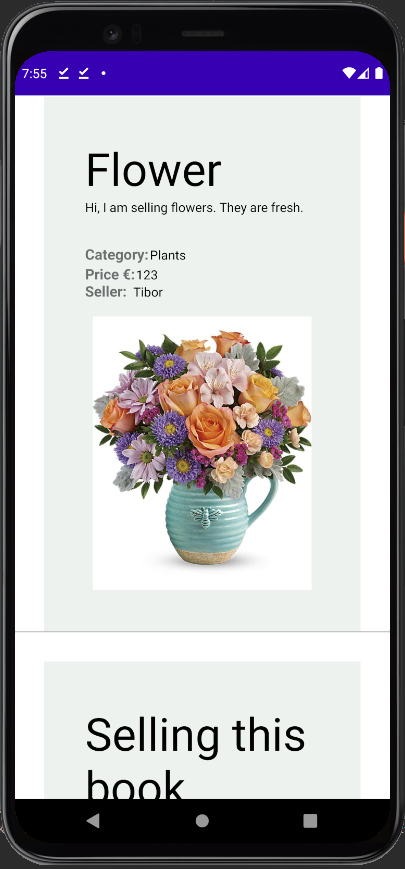 7:55
Flower
Hi, I am selling flowers. They are fresh.
Category: Plants
Price €: 123
Seller: Tibor
Selling this
book